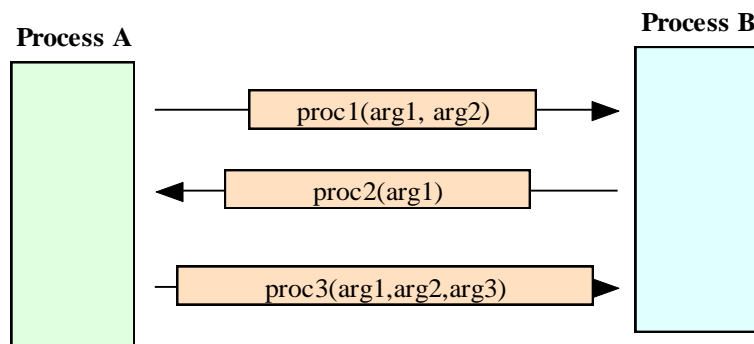 Process A
Process B
proc1(arg1, arg2)
proc2(arg1)
proc3(arg1,arg2,arg3)